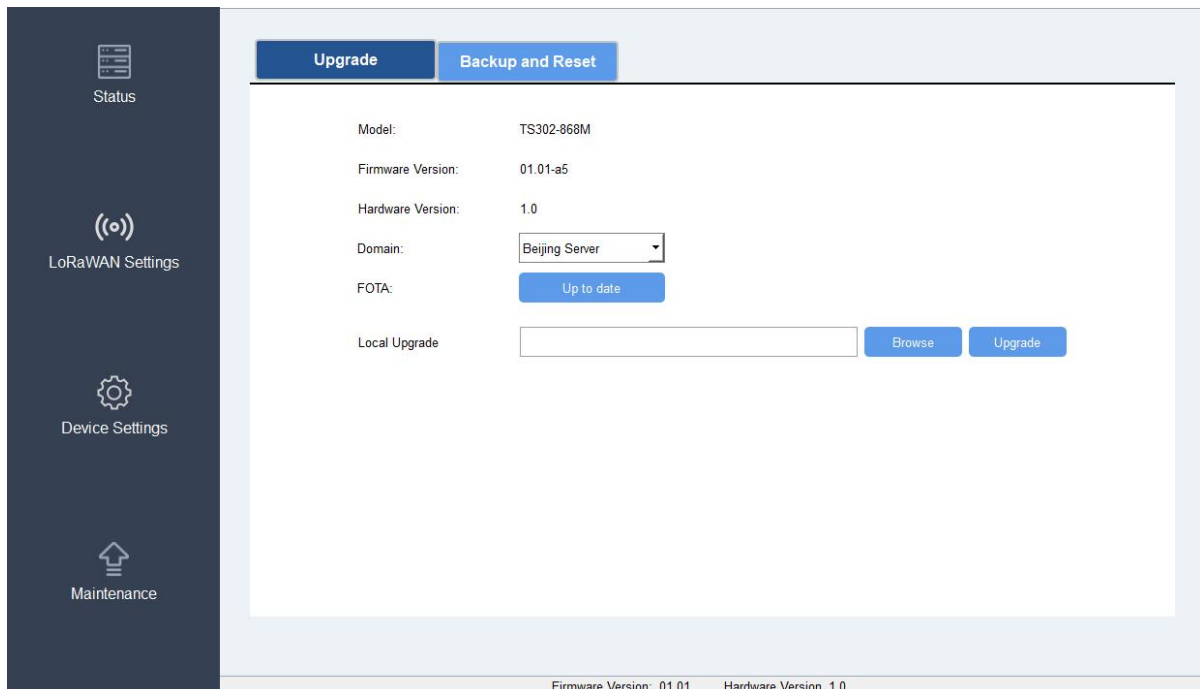 Status
LoRaWAN Settings
Device Settings
Maintenance
Upgrade Backup and Reset
Model: TS302-868M
Firmware Version: 01.01-a5
Hardware Version: 1.0
Domain: Beijing Server
FOTA: Up to date
Local Upgrade Browse Upgrade
Firmware Version: 01.01 Hardware Version 1.0